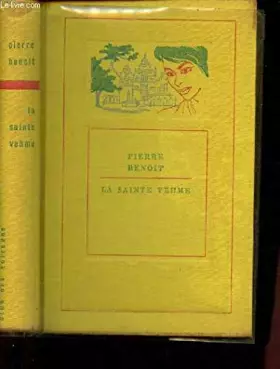 pierre
benoit
la
sainte
vehme
PIERRE
BENOIT
LA SAINTE VEHME